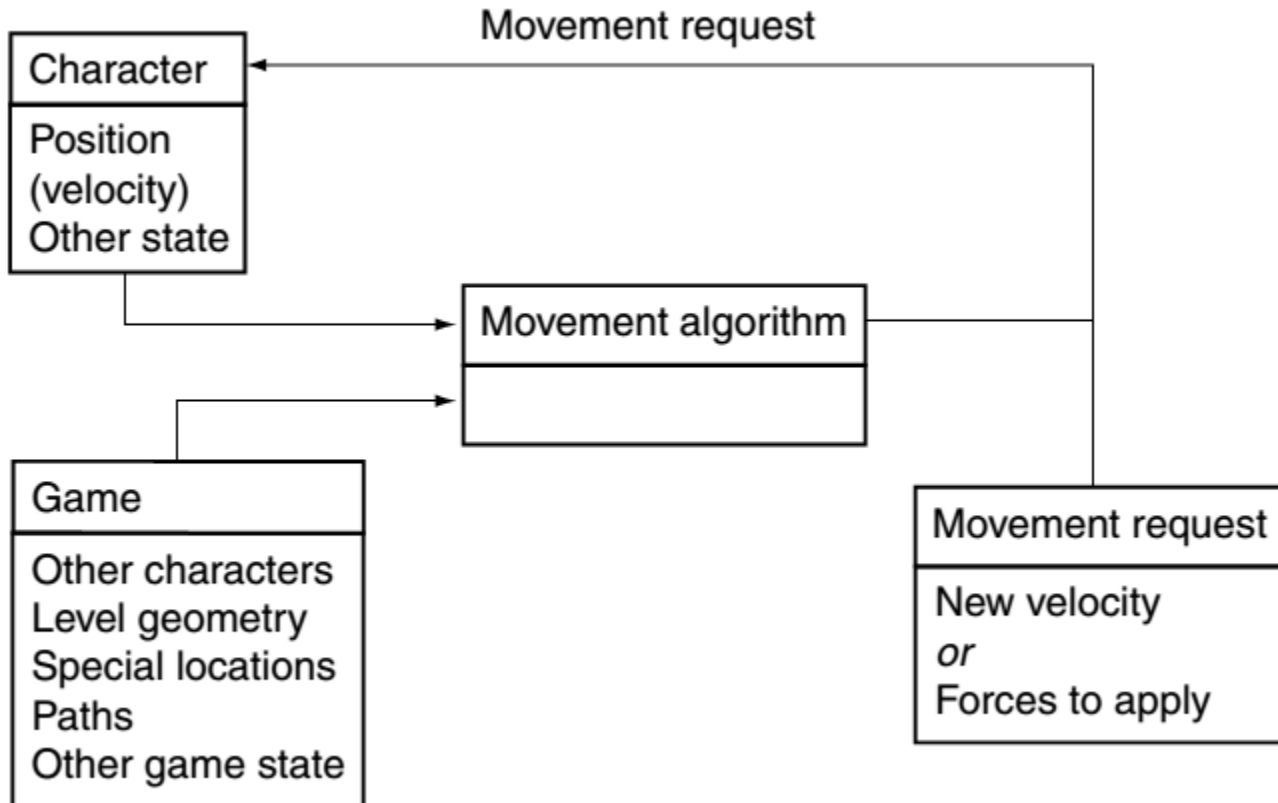 Movement request
Character
Position
(velocity)
Other state
Movement algorithm
Game
Other characters
Level geometry
Special locations
Paths
Other game state
Movement request
New velocity
or
Forces to apply